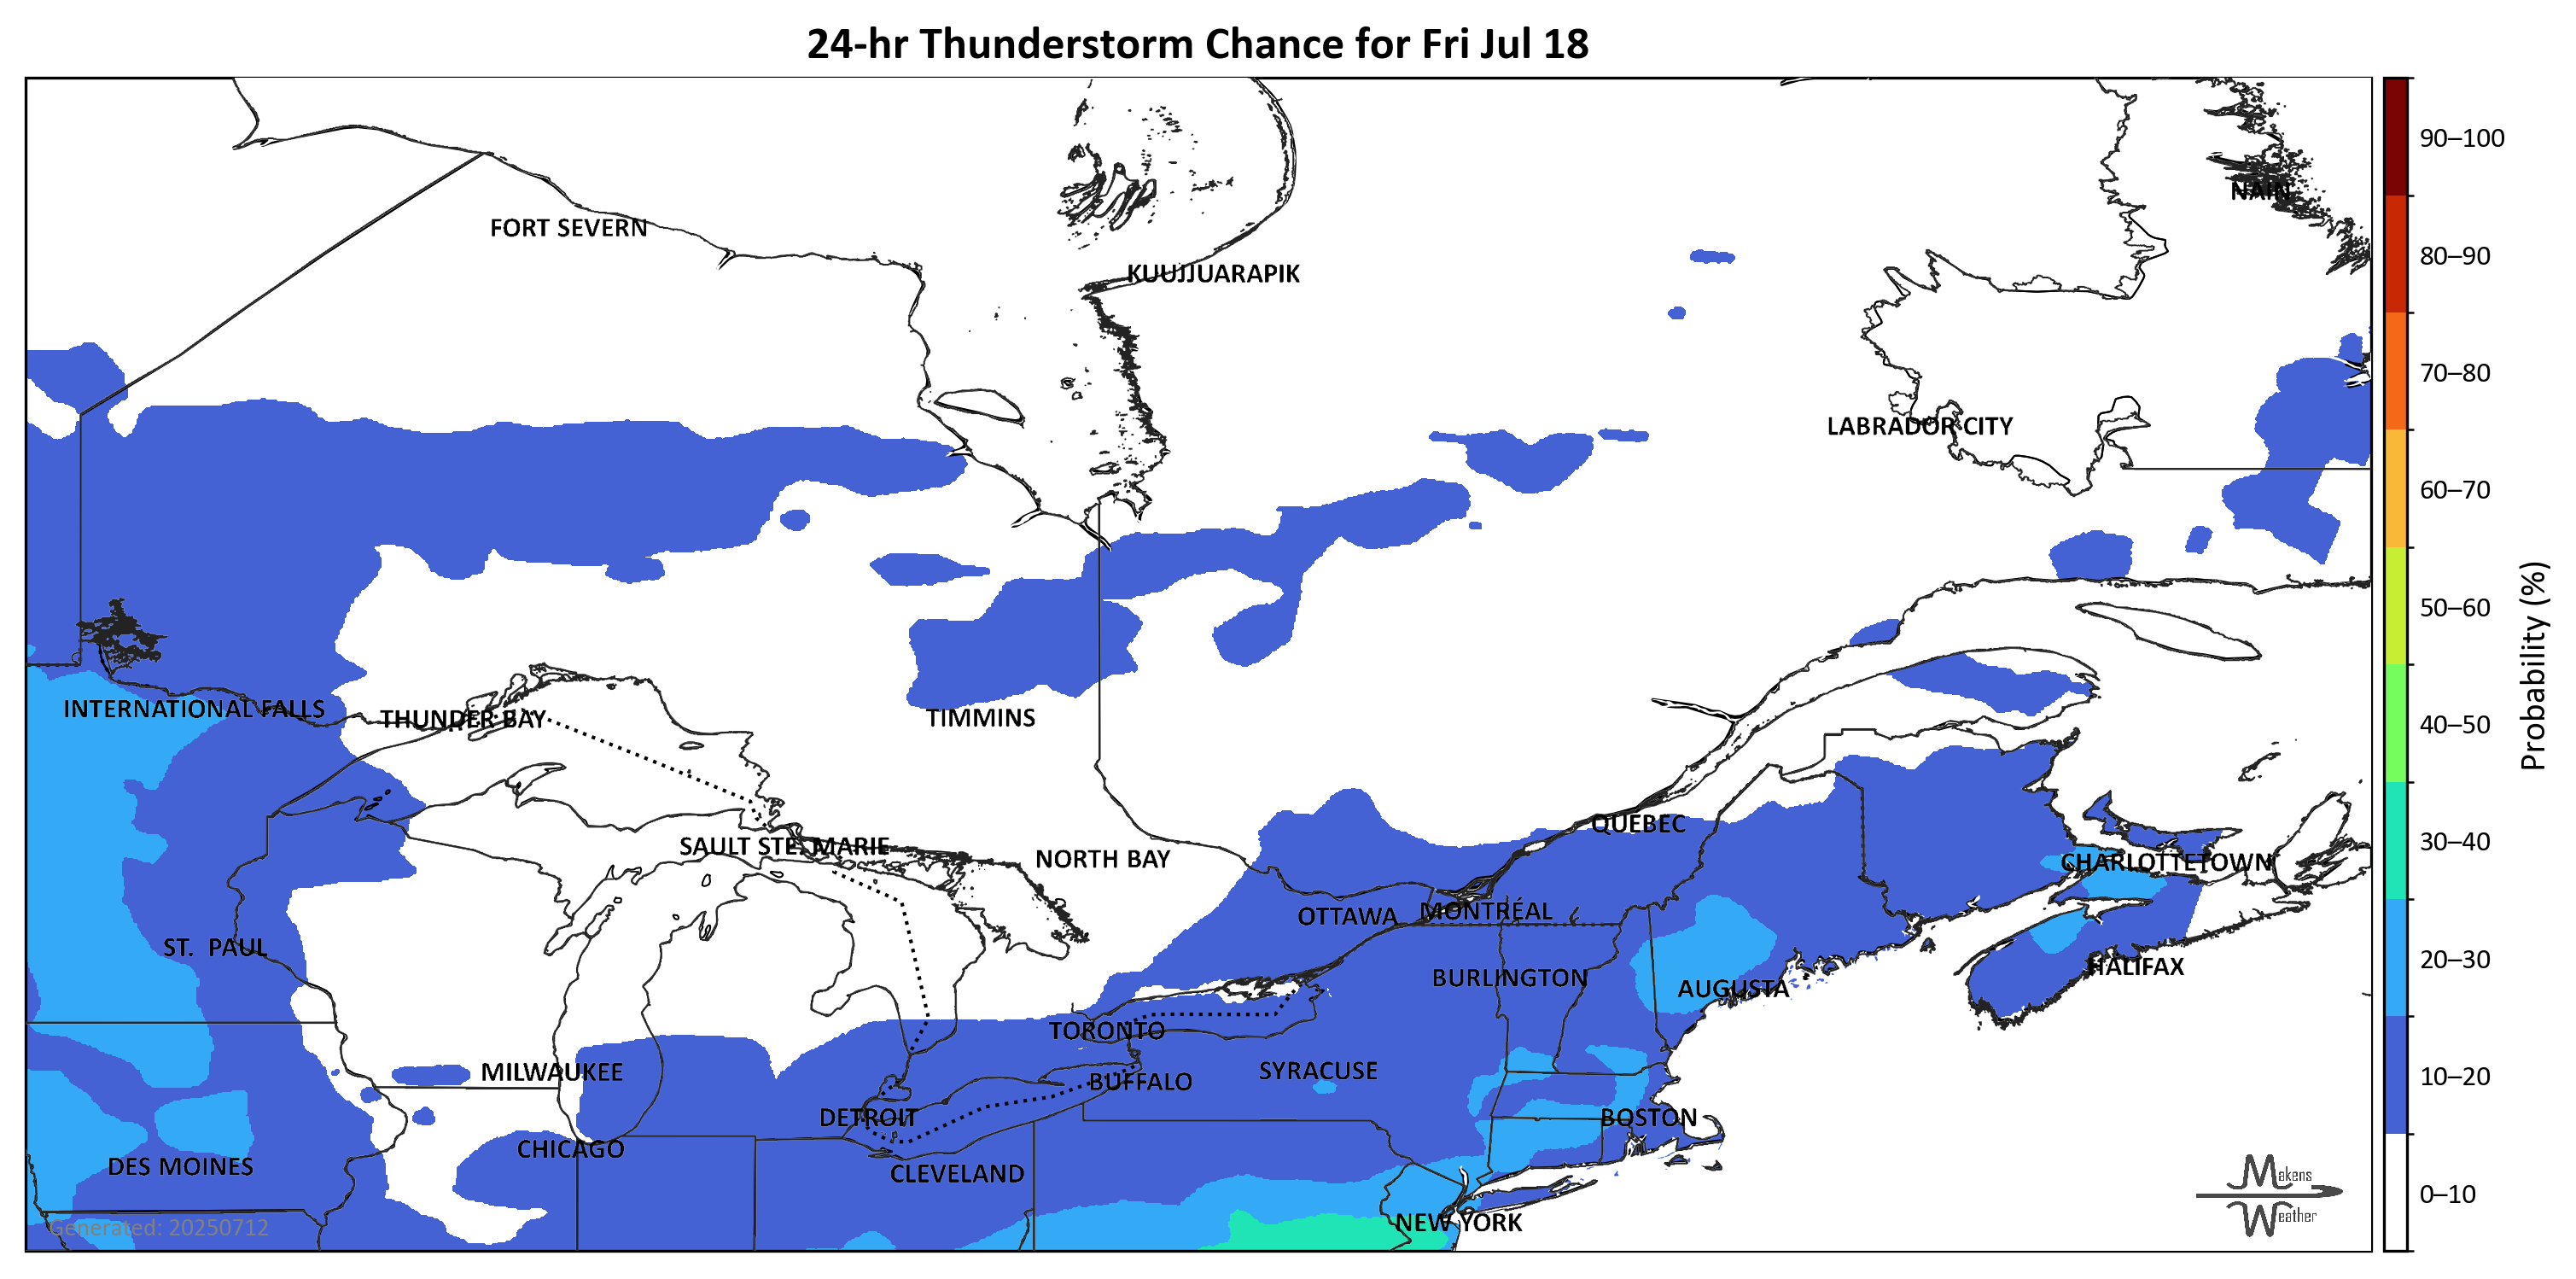 24-hr Thunderstorm Chance for Fri Jul 18
90–100
NAIN
FORT SEVERN
80–90
KUUJJUARAPIK
70–80
LABRADOR CITY
60–70
50–60
INTERNATIONAL FALLS
THUNDER BAY
TIMMINS
40–50
Probability (%)
QUEBEC
SAULT STE. MARIE
NORTH BAY
CHARLOTTETOWN
30–40
OTTAWA
MONTRÉAL
ST. PAUL
HALIFAX
20–30
BURLINGTON
AUGUSTA
TORONTO
MILWAUKEE
SYRACUSE
BUFFALO
10–20
DETROIT
BOSTON
CHICAGO
DES MOINES
CLEVELAND
Makens
Weather
0–10
NEW YORK
Generated: 20250712